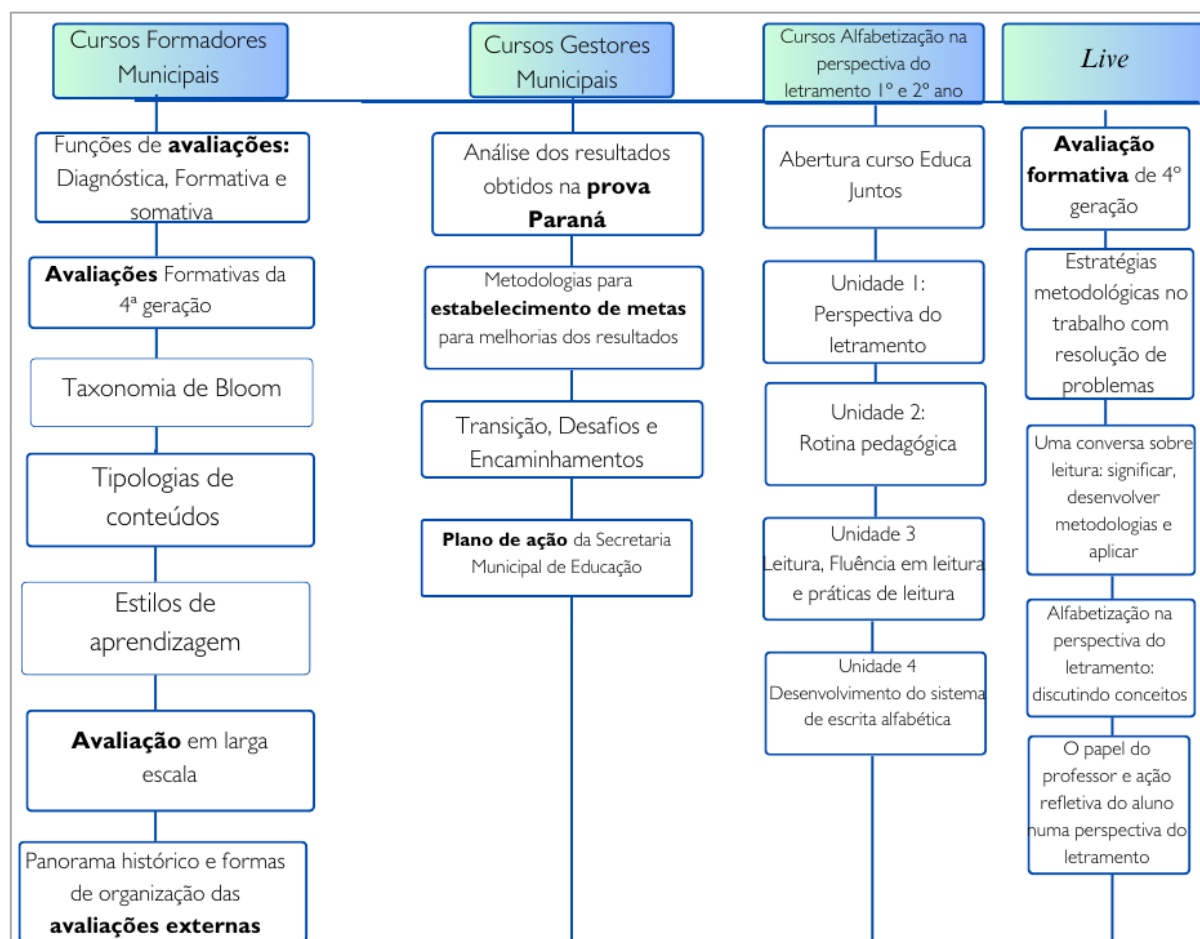 Cursos Formadores
Municipais
Funções de avaliações:
Diagnóstica, Formativa e
somativa
Avaliações Formativas da
4ª geração
Taxonomia de Bloom
Tipologias de
conteúdos
Estilos de
aprendizagem
Avaliação em larga
escala
Panorama histórico e formas
de organização das
avaliações externas
Cursos Gestores
Municipais
Análise dos resultados
obtidos na prova
Paraná
Metodologias para
estabelecimento de metas
para melhorias dos resultados
Transição, Desafios e
Encaminhamentos
Plano de ação da Secretaria
Municipal de Educação
Cursos Alfabetização na
perspectiva do
letramento 1º e 2º ano
Abertura curso Educa
Juntos
Unidade 1:
Perspectiva do
letramento
Unidade 2:
Rotina pedagógica
Unidade 3
Leitura, Fluência em leitura
e práticas de leitura
Unidade 4
Desenvolvimento do sistema
de escrita alfabética
Live
Avaliação
formativa de 4º
geração
Estratégias
metodológicas no
trabalho com
resolução de
problemas
Uma conversa sobre
leitura: significar,
desenvolver
metodologias e
aplicar
Alfabetização na
perspectiva do
letramento:
discutindo conceitos
O papel do
professor e ação
refletiva do aluno
numa perspectiva do
letramento